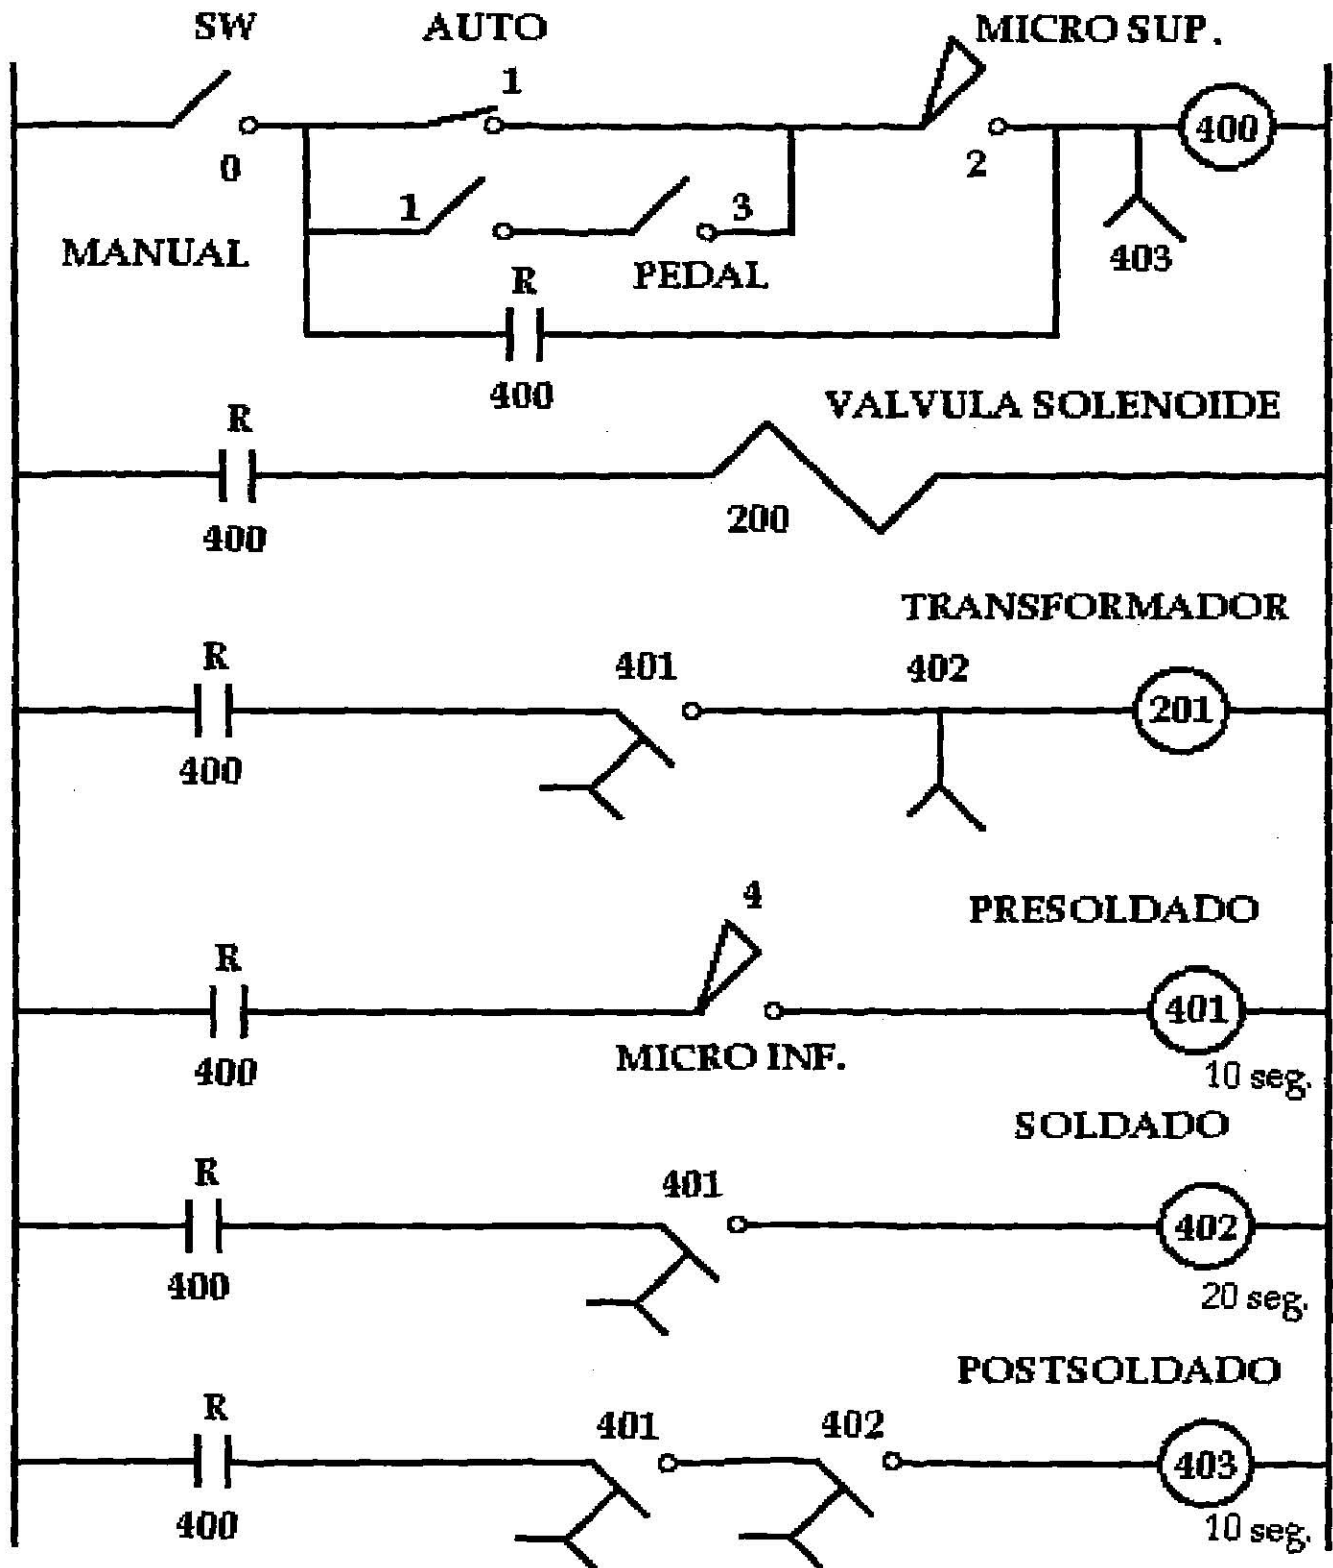 SW AUTO MICRO SUP.
1
400
0 2
1 3
MANUAL PEDAL 403
R
400
R VALVULA SOLENOIDE
200
400
TRANSFORMADOR
R 401 402
201
400
4 PRESOLDADO
R
401
400 MICRO INF. 10 seg.
SOLDADO
R 401
402
400 20 seg.
POSTSOLDADO
R 401 402
403
400 10 seg.